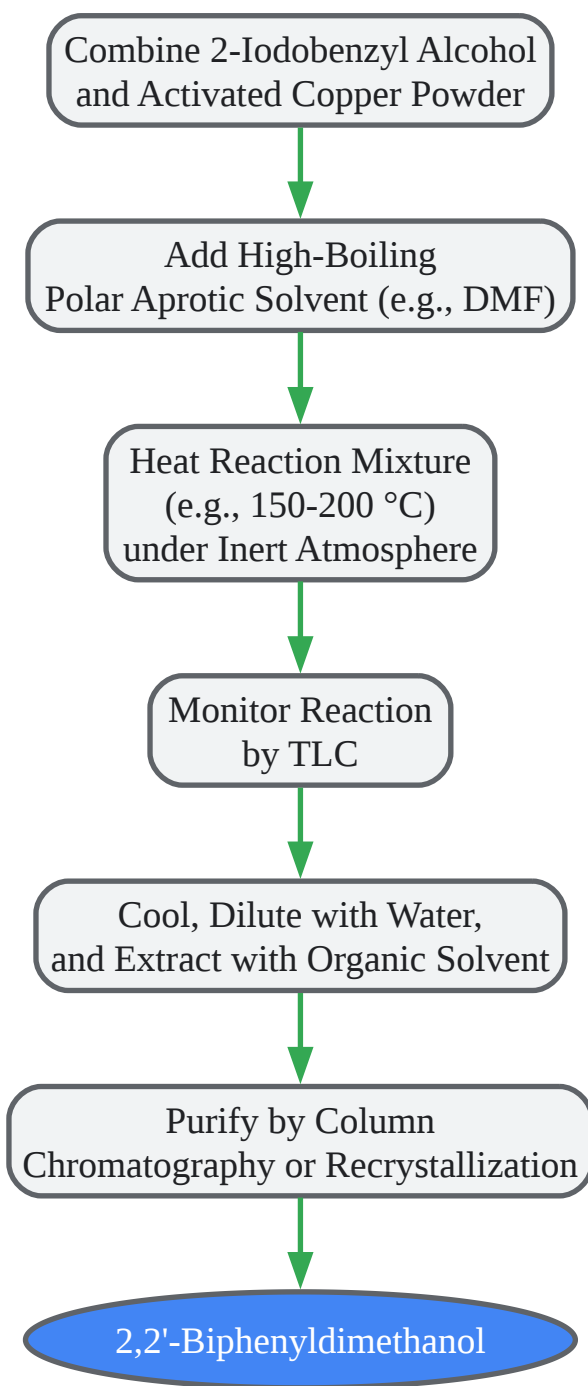 Combine 2-Iodobenzyl Alcohol
and Activated Copper Powder
Add High-Boiling
Polar Aprotic Solvent (e.g., DMF)
Heat Reaction Mixture
(e.g., 150-200 °C)
under Inert Atmosphere
Monitor Reaction
by TLC
Cool, Dilute with Water,
and Extract with Organic Solvent
Purify by Column
Chromatography or Recrystallization
2,2'-Biphenyldimethanol